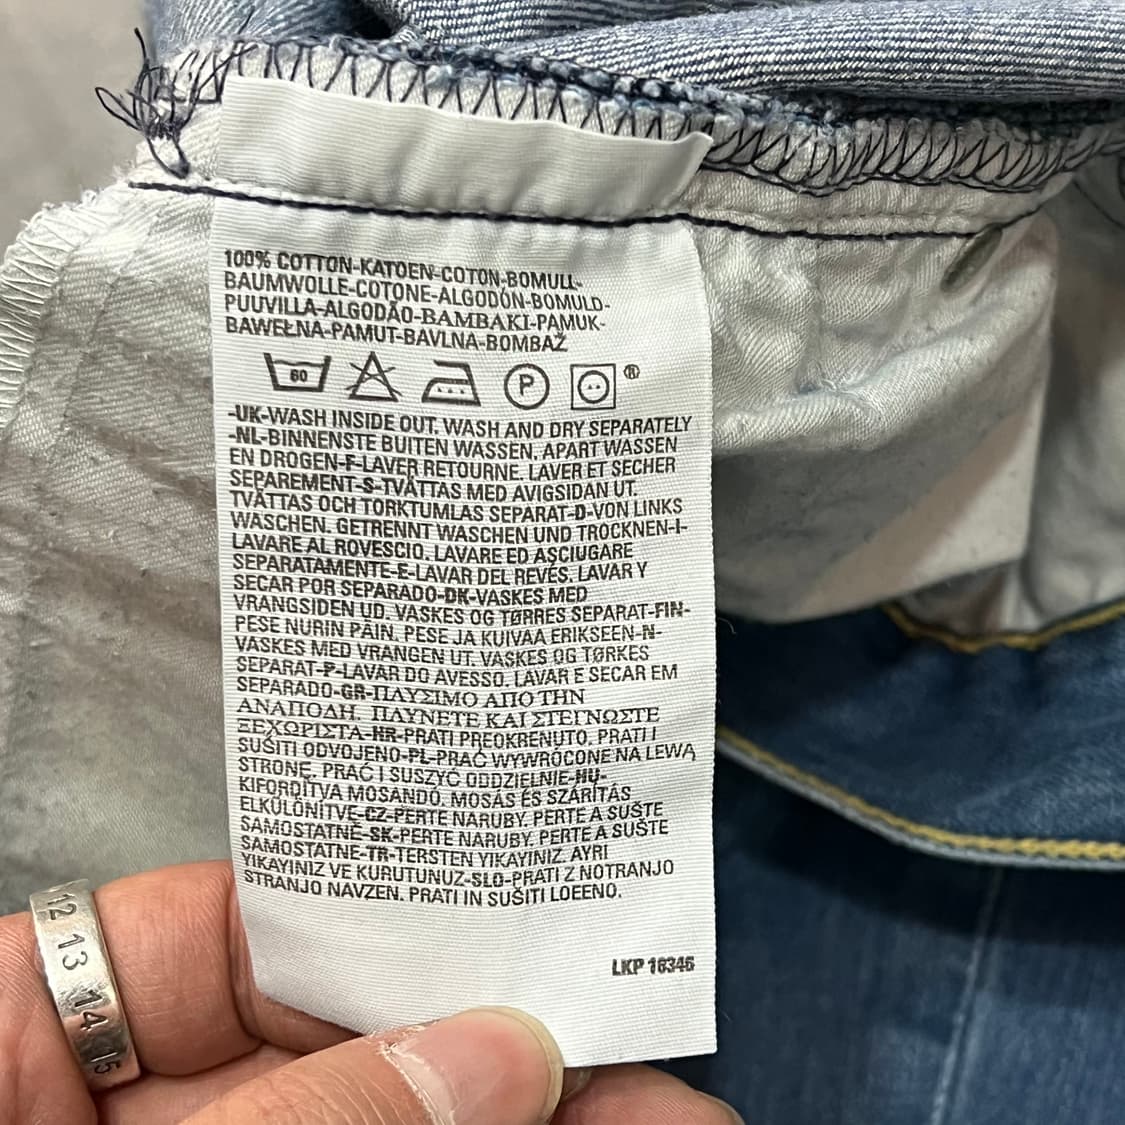 100% COTTON-KATOEN-COTON-BOMULL-
BAUMWOLLE-COTONE-ALGODÓN-BOMULD-
PUUVILLA-ALGODÃO-BAMBAKI-PAMUK-
BAWEŁNA-PAMUT-BAVLNA-BOMBAŽ
60 P ®
-UK-WASH INSIDE OUT. WASH AND DRY SEPARATELY
-NL-BINNENSTE BUITEN WASSEN. APART WASSEN
EN DROGEN-F-LAVER RETOURNE. LAVER ET SECHER
SEPAREMENT-S-TVÄTTAS MED AVIGSIDAN UT.
TVÄTTAS OCH TORKTUMLAS SEPARAT-D-VON LINKS
WASCHEN. GETRENNT WASCHEN UND TROCKNEN-I-
LAVARE AL ROVESCIO. LAVARE ED ASCIUGARE
SEPARATAMENTE-E-LAVAR DEL REVÉS. LAVAR Y
SECAR POR SEPARADO-DK-VASKES MED
VRANGSIDEN UD. VASKES OG TØRRES SEPARAT-FIN-
PESE NURIN PÄIN. PESE JA KUIVAA ERIKSEEN-N-
VASKES MED VRANGEN UT. VASKES OG TØRKES
SEPARAT-P-LAVAR DO AVESSO. LAVAR E SECAR EM
SEPARADO-GR-ΠΛΥΣΙΜΟ ΑΠΟ ΤΗΝ
ΑΝΑΠΟΔΗ. ΠΛΥΝΕΤΕ ΚΑΙ ΣΤΕΓΝΩΣΤΕ
ΞΕΧΩΡΙΣΤΑ-HR-PRATI PREOKRENUTO. PRATI I
SUŠITI ODVOJENO-PL-PRAĆ WYWRÓCONE NA LEWĄ
STRONĘ. PRAĆ I SUSZYĆ ODDZIELNIE-HU-
KIFORDÍTVA MOSANDÓ. MOSÁS ÉS SZÁRÍTÁS
ELKÜLÖNÍTVE-CZ-PERTE NARUBY. PERTE A SUŠTE
SAMOSTATNĚ-SK-PERTE NARUBY. PERTE A SUŠTE
SAMOSTATNE-TR-TERSTEN YIKAYINIZ. AYRI
YIKAYINIZ VE KURUTUNUZ-SLO-PRATI Z NOTRANJO
STRANJO NAVZEN. PRATI IN SUŠITI LOEENO.
LKP 16346
12 13 14 15